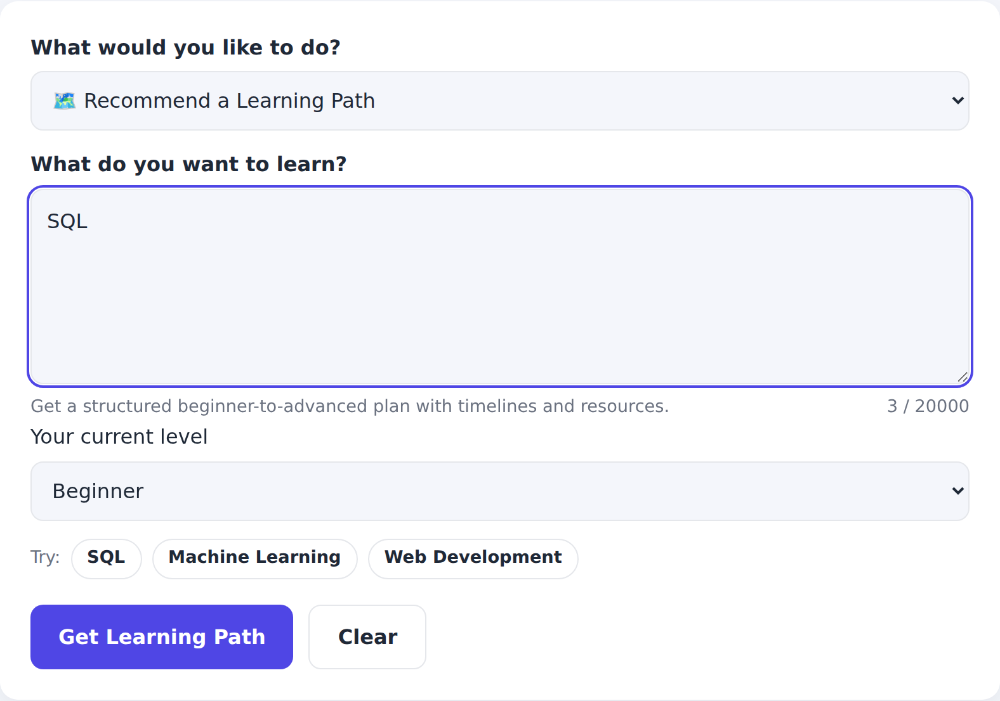 What would you like to do?
🗺️ Recommend a Learning Path
What do you want to learn?
SQL
Get a structured beginner-to-advanced plan with timelines and resources. 3 / 20000
Your current level
Beginner
Try: SQL Machine Learning Web Development
Get Learning Path Clear